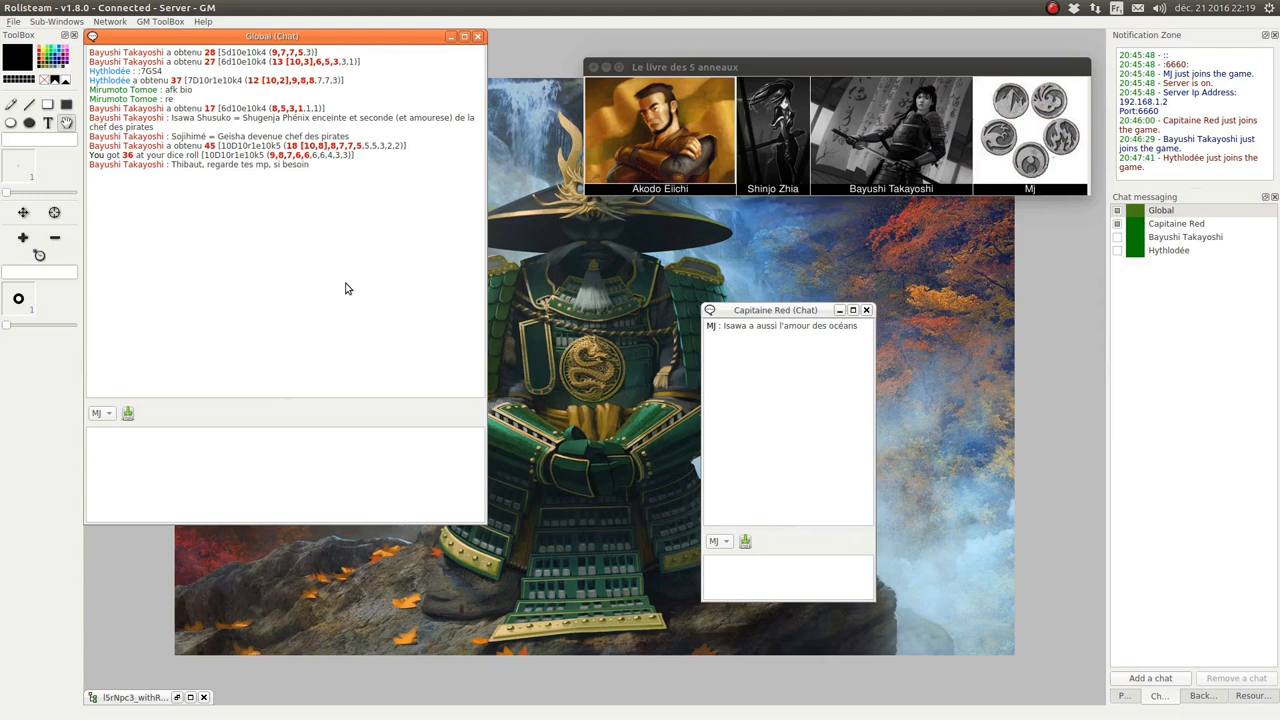 Rollisteam - v1.8.0 - Connected - Server - GM
Fr1
déc. 21 2016 22:19
File Sub-Windows Network GM ToolBox Help
ToolBox
1
1
Global (Chat)
Bayushi Takayoshi a obtenu 28 [5d10e10k4 (9,7,7,5,3)]
Bayushi Takayoshi a obtenu 27 [6d10e10k4 (13 [10,3],6,5,3,3,1)]
Hythlodée : :7GS4
Hythlodée a obtenu 37 [7D10r1e10k4 (12 [10,2],9,8,8,7,7,3)]
Mirumoto Tomoe : afk bio
Mirumoto Tomoe : re
Bayushi Takayoshi a obtenu 17 [6d10e10k4 (8,5,3,1,1,1)]
Bayushi Takayoshi : Isawa Shusuko = Shugenja Phénix enceinte et seconde (et amoureuse) de la
chef des pirates
Bayushi Takayoshi : Sojihimé = Geisha devenue chef des pirates
Bayushi Takayoshi a obtenu 45 [10D10r1e10k5 (18 [10,8],8,7,7,5,5,5,3,2,2)]
You got 36 at your dice roll [10D10r1e10k5 (9,8,7,6,6,6,6,4,3,3)]
Bayushi Takayoshi : Thibaut, regarde tes mp, si besoin
MJ
Le livre des 5 anneaux
Akodo Eiichi
Shinjo Zhia
Bayushi Takayoshi
Mj
Capitaine Red (Chat)
MJ : Isawa a aussi l'amour des océans
MJ
l5rNpc3_withR...
Notification Zone
20:45:48 - ::
:6660:
20:45:48 - MJ just joins the game.
20:45:48 - Server is on.
20:45:48 - Server Ip Address:
192.168.1.2
Port:6660
20:46:00 - Capitaine Red just
joins the game.
20:46:29 - Bayushi Takayoshi just
joins the game.
20:47:41 - Hythlodée just joins the
game.
Chat messaging
Global
Capitaine Red
Bayushi Takayoshi
Hythlodée
Add a chat
Remove a chat
P... Ch... Back... Resour...